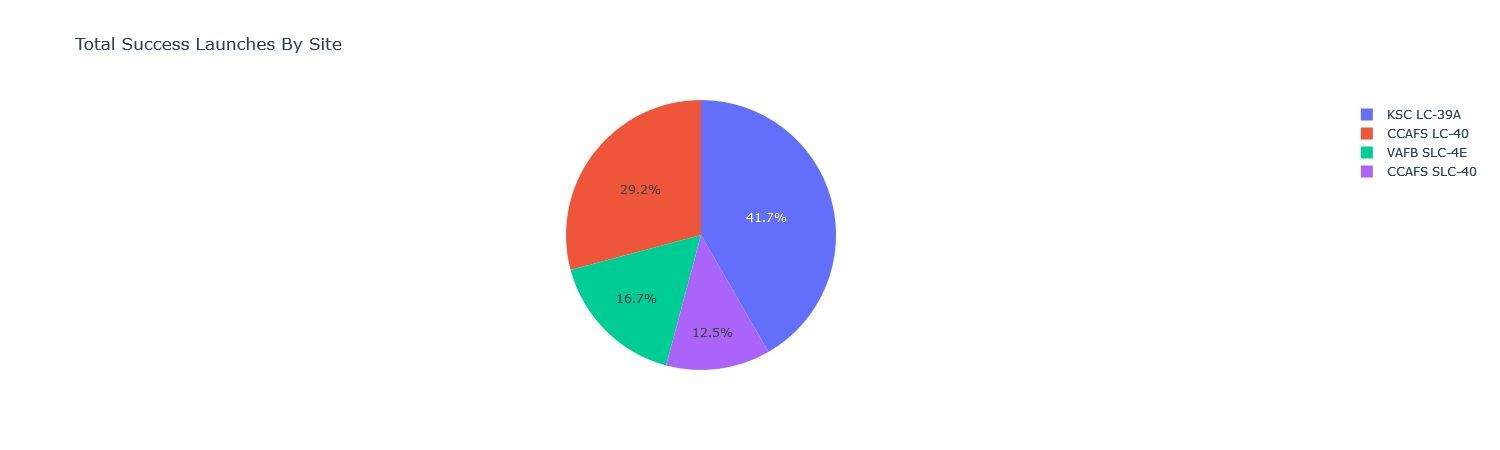 Total Success Launches By Site
KSC LC-39A
CCAFS LC-40
VAFB SLC-4E
CCAFS SLC-40
29.2%
41.7%
16.7%
12.5%